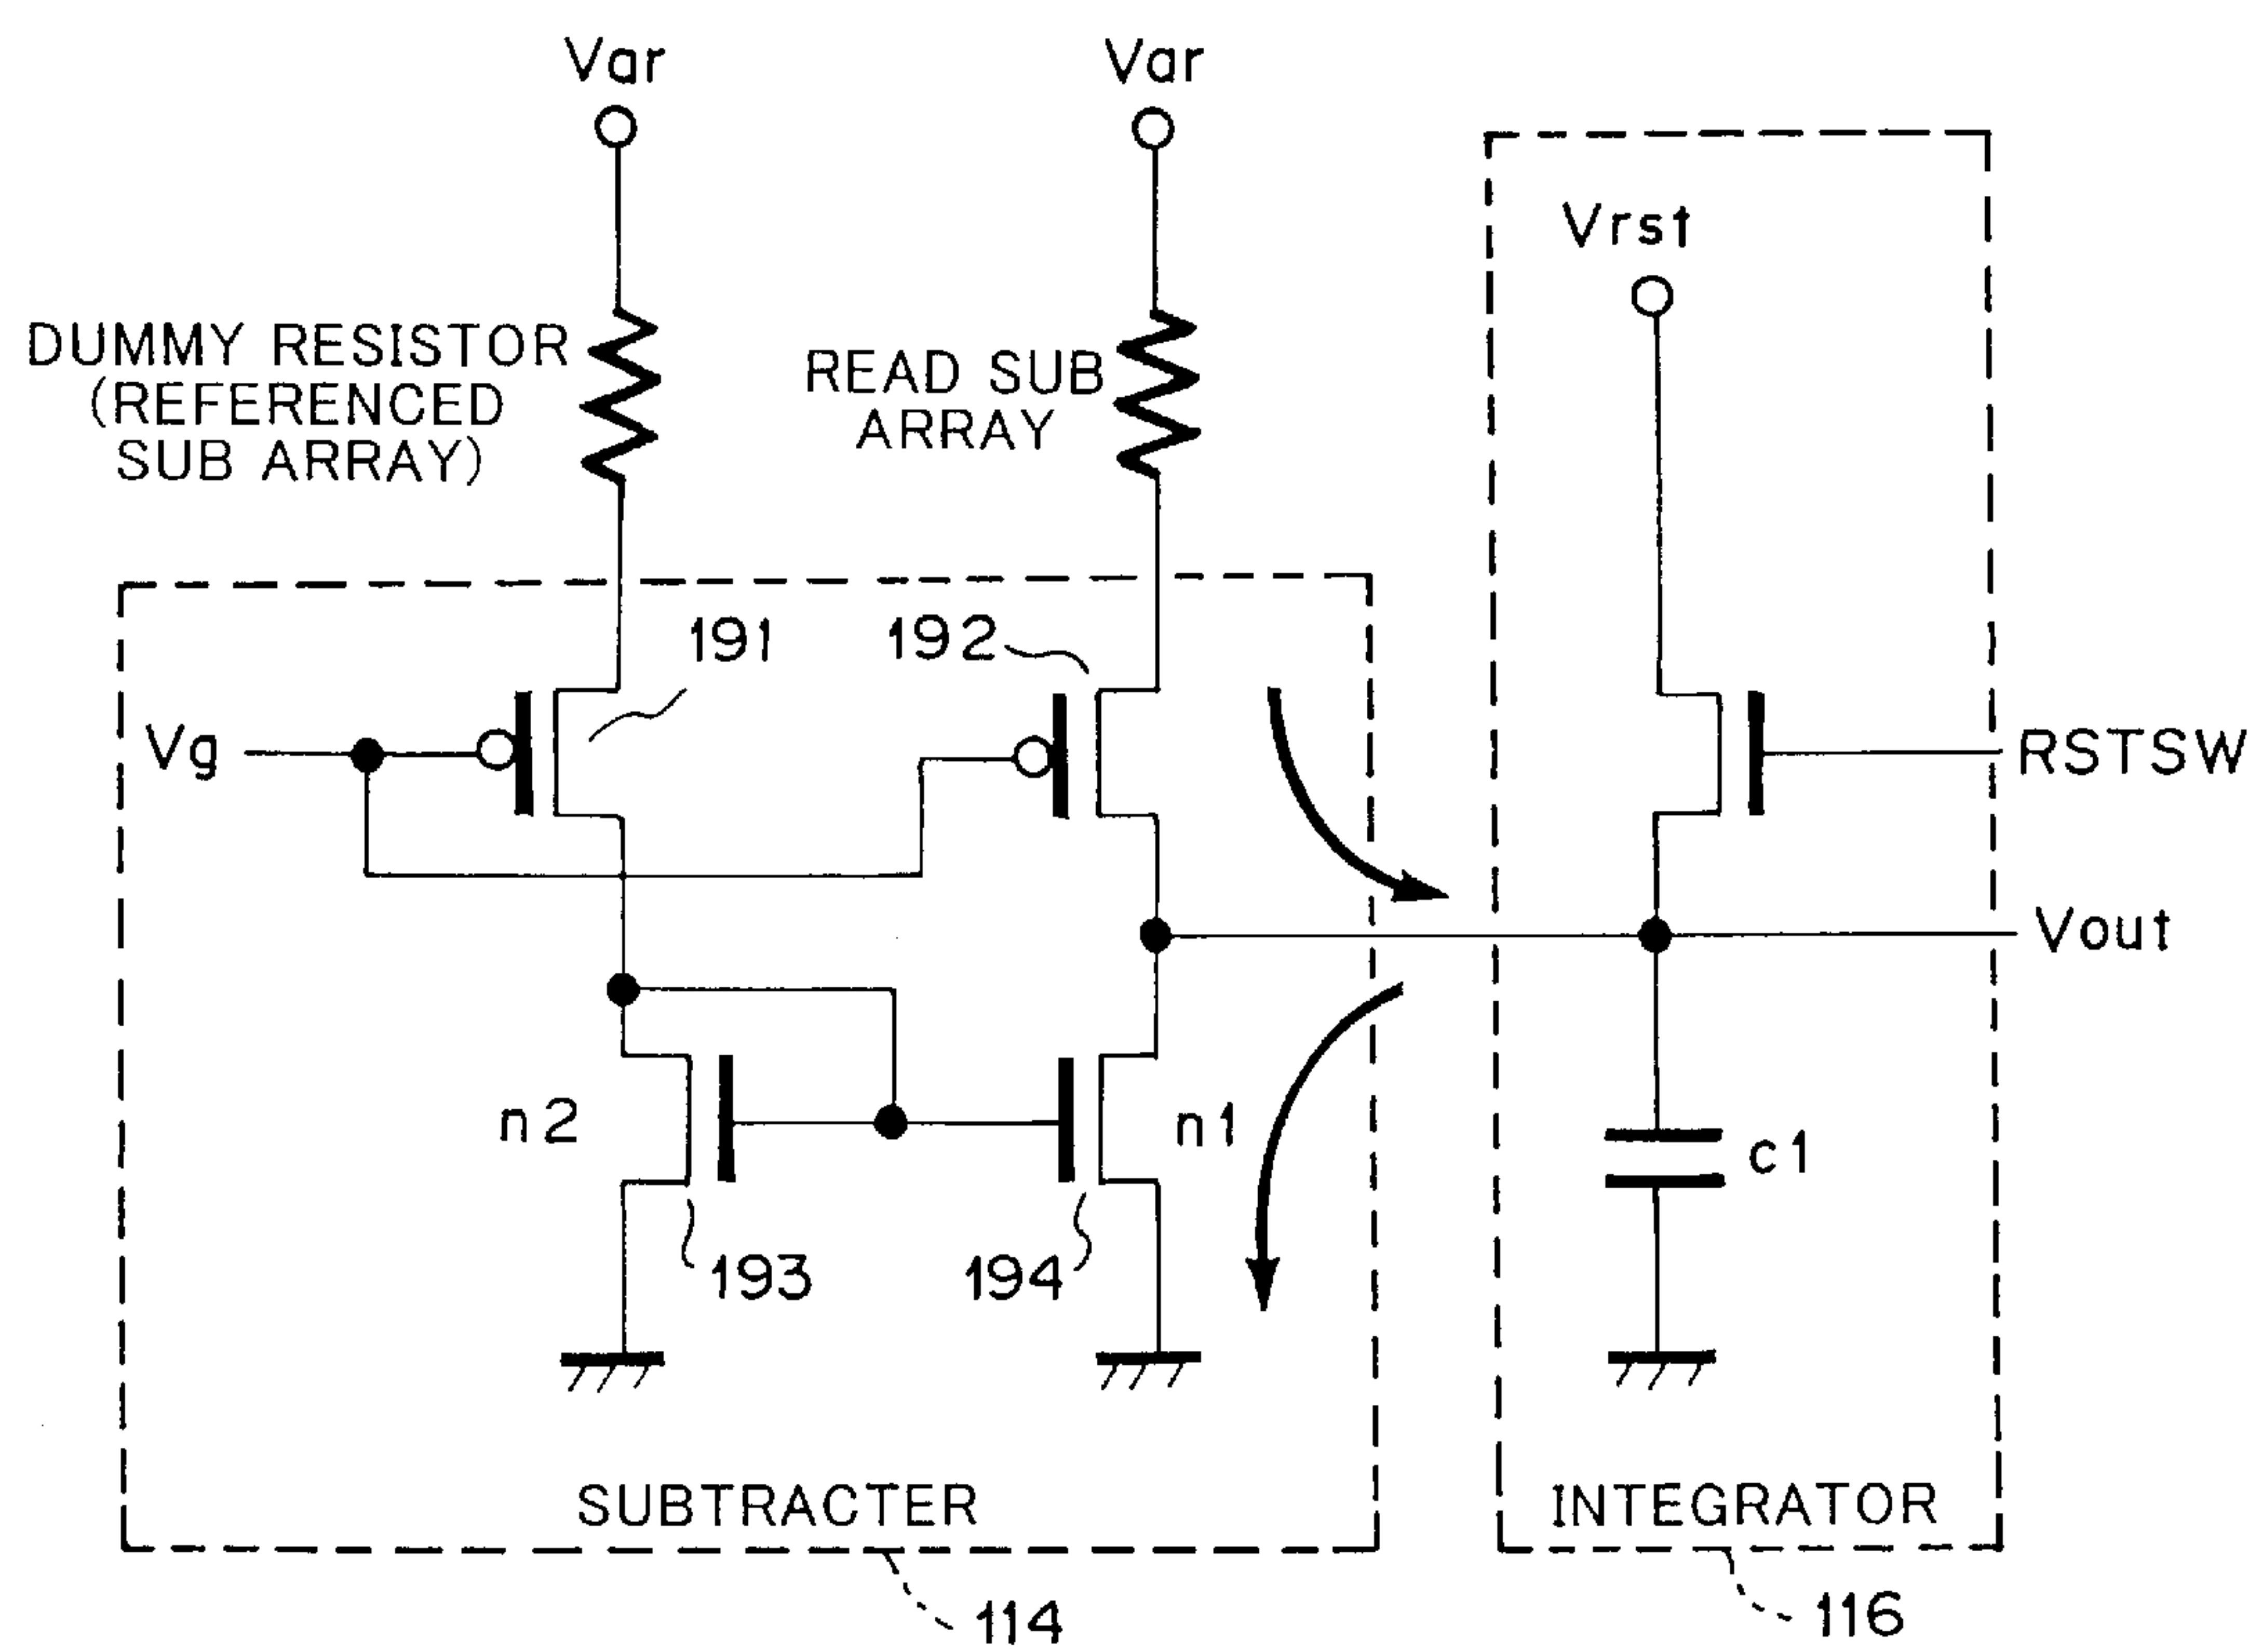 Var
Var
Vrst
DUMMY RESISTOR
(REFERENCED
SUB ARRAY)
READ SUB
ARRAY
191
192
Vg
RSTSW
Vout
n2
n1
c1
193
194
SUBTRACTER
INTEGRATOR
114
116